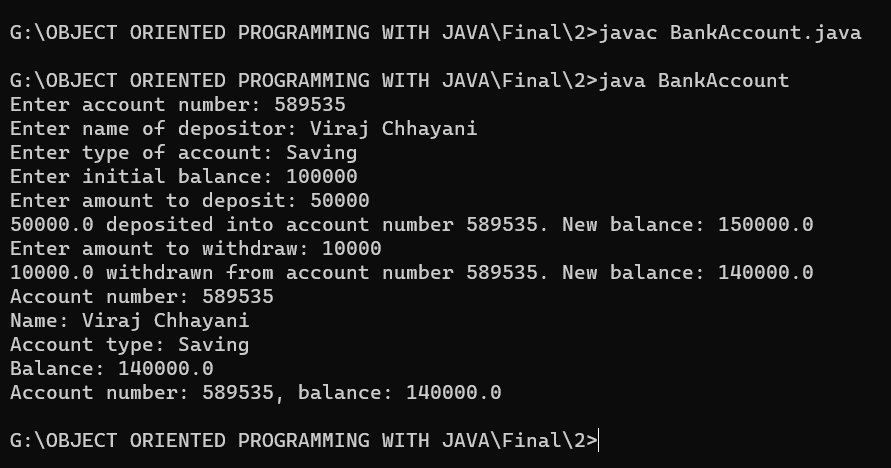 G:\OBJECT ORIENTED PROGRAMMING WITH JAVA\Final\2>javac BankAccount.java
G:\OBJECT ORIENTED PROGRAMMING WITH JAVA\Final\2>java BankAccount
Enter account number: 589535
Enter name of depositor: Viraj Chhayani
Enter type of account: Saving
Enter initial balance: 100000
Enter amount to deposit: 50000
50000.0 deposited into account number 589535. New balance: 150000.0
Enter amount to withdraw: 10000
10000.0 withdrawn from account number 589535. New balance: 140000.0
Account number: 589535
Name: Viraj Chhayani
Account type: Saving
Balance: 140000.0
Account number: 589535, balance: 140000.0
G:\OBJECT ORIENTED PROGRAMMING WITH JAVA\Final\2>